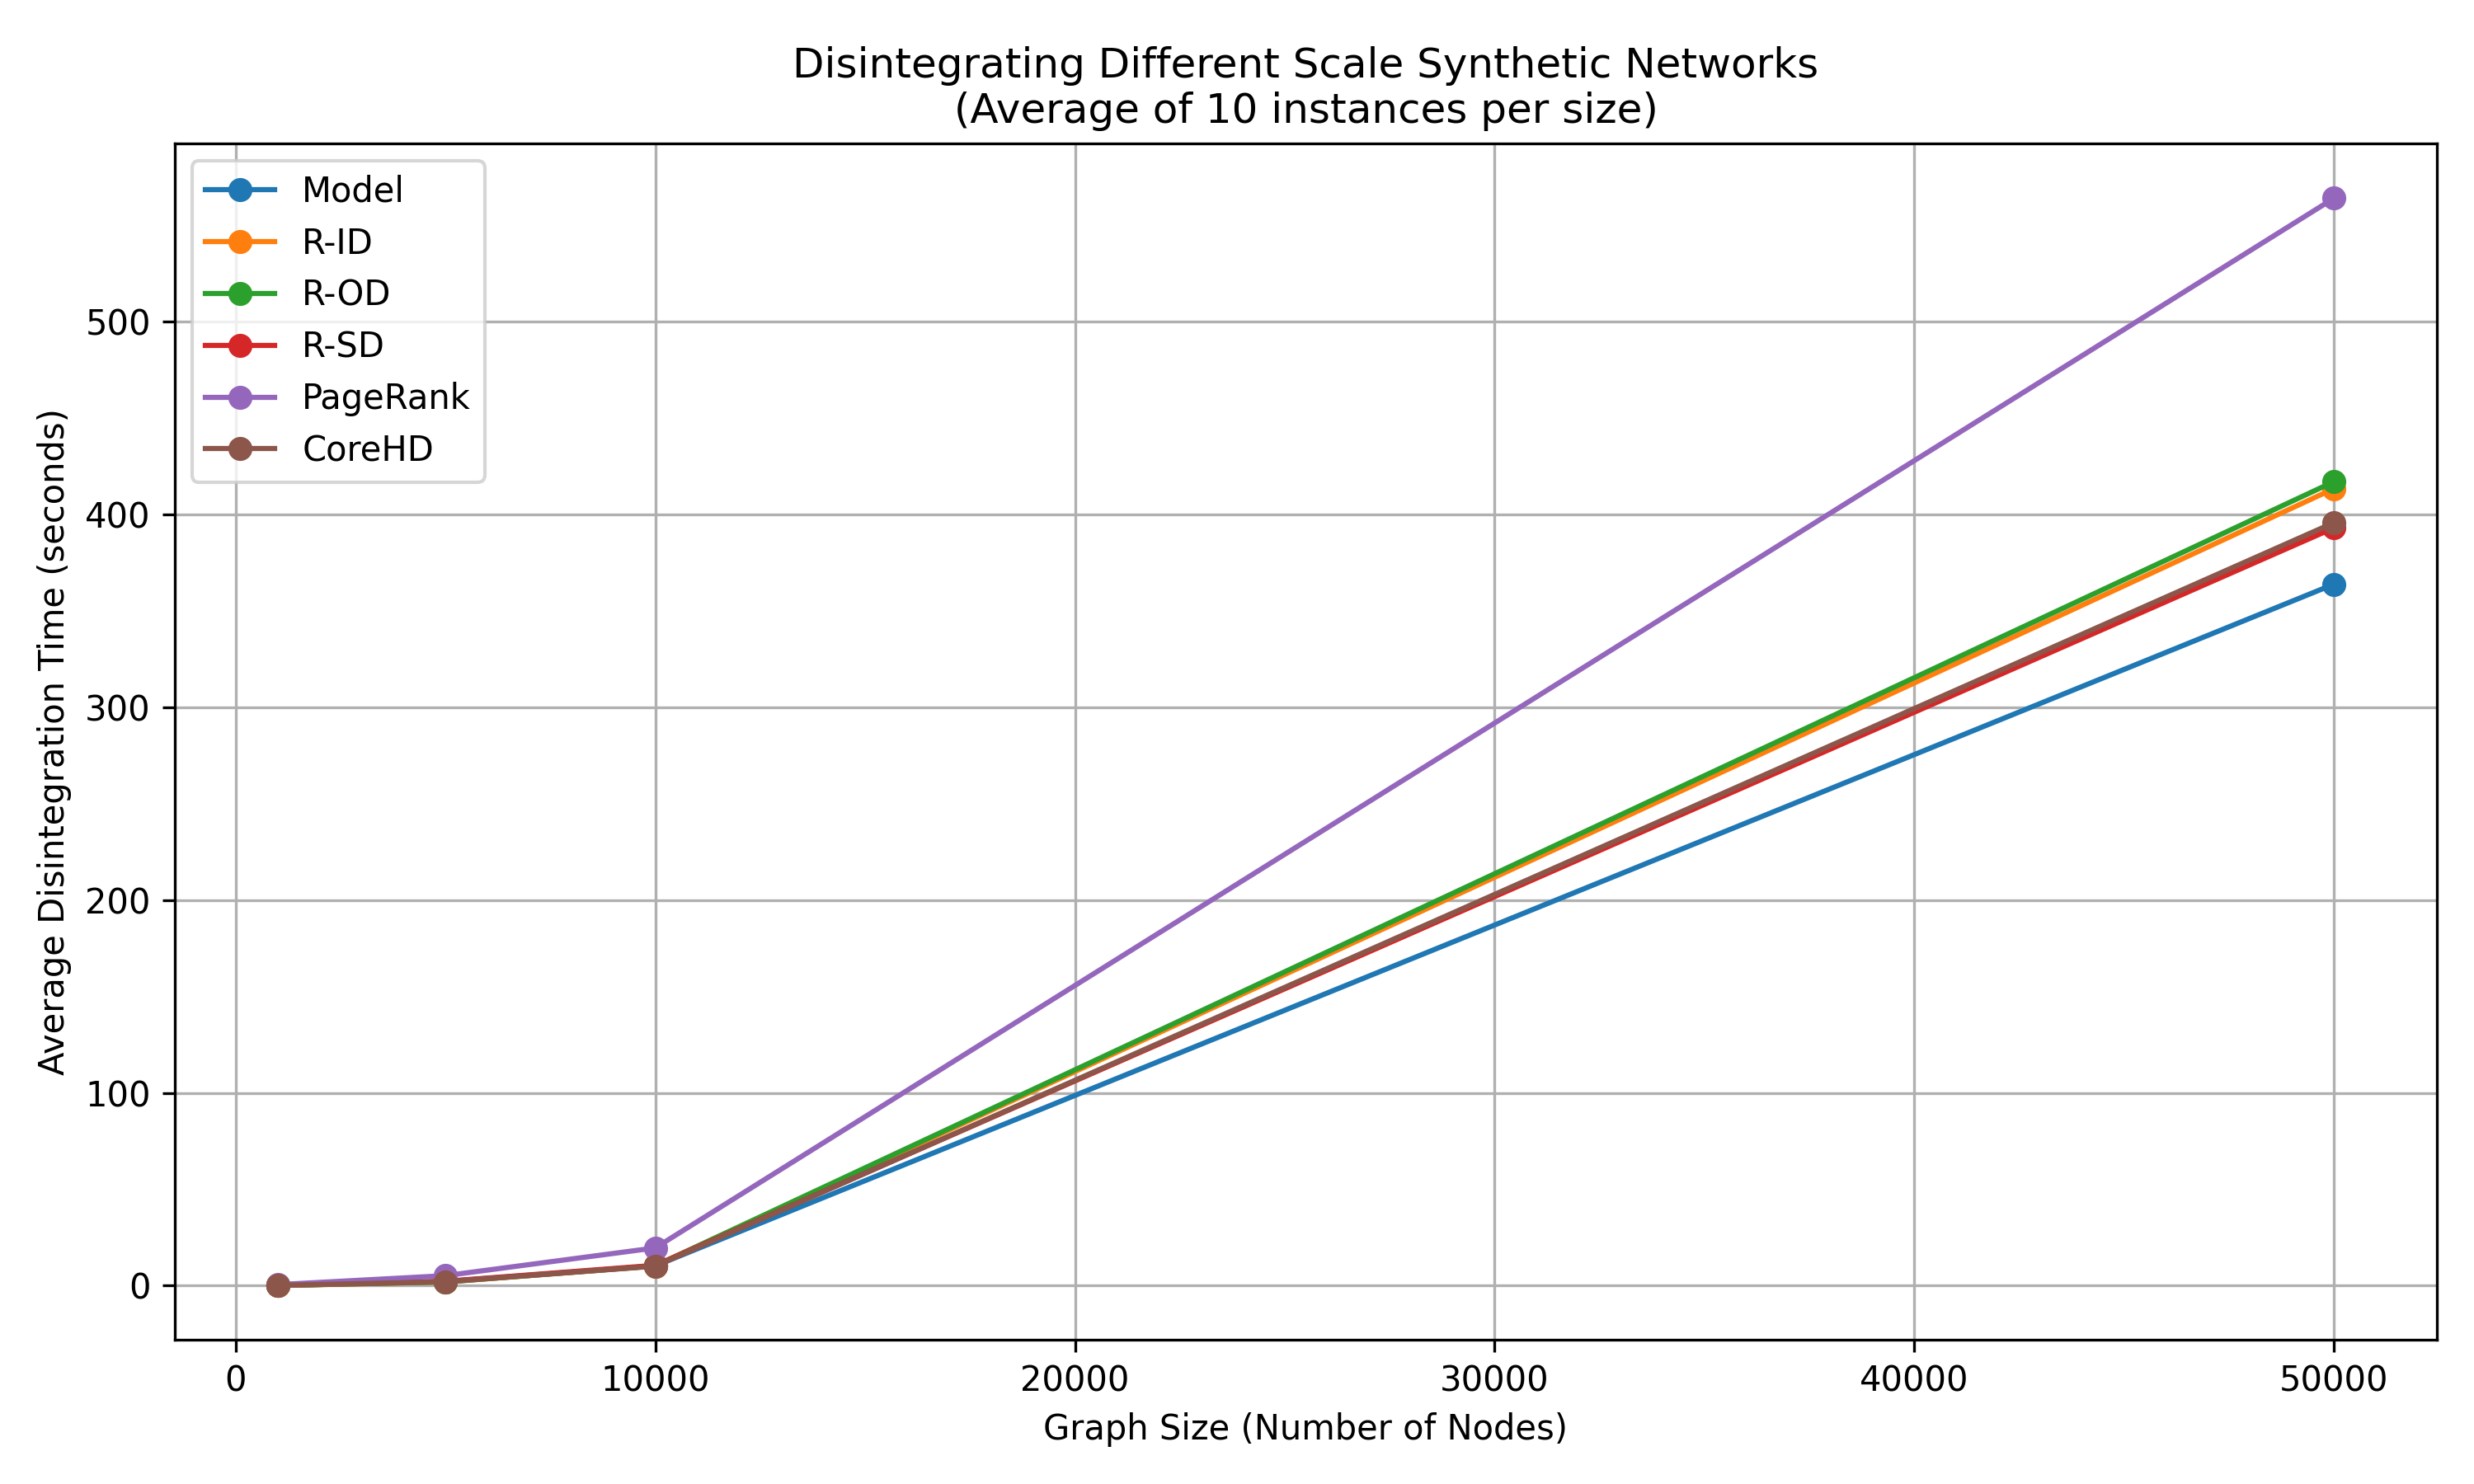 Disintegrating Different Scale Synthetic Networks
(Average of 10 instances per size)
Model
R-ID
R-OD
R-SD
PageRank
CoreHD
Average Disintegration Time (seconds)
500
400
300
200
100
0
0 10000 20000 30000 40000 50000
Graph Size (Number of Nodes)